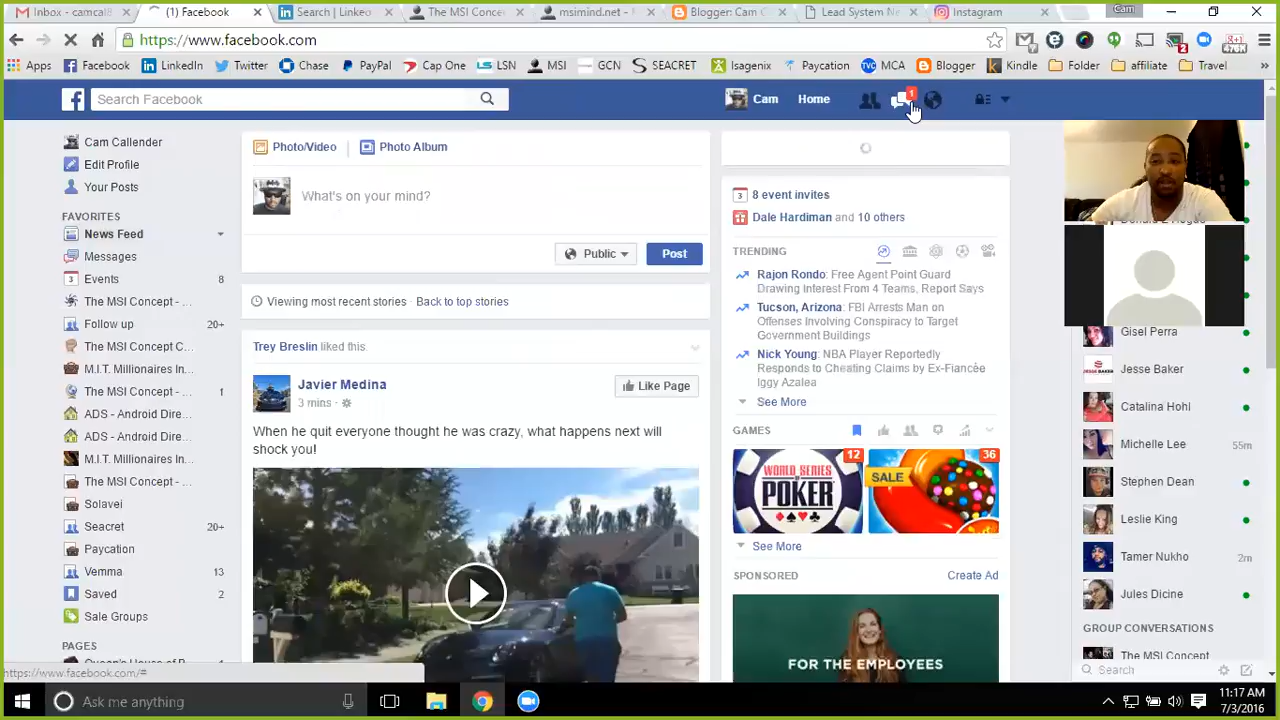 Inbox - camcal8
(1) Facebook
Search | Linke
The MSI Conce
msimind.net -
Blogger: Cam C
Lead System Ne
Instagram
Cam
https://www.facebook.com
Apps
Facebook
LinkedIn
Twitter
Chase
PayPal
Cap One
LSN
MSI
GCN
SEACRET
Isagenix
Paycation
MCA
Blogger
Kindle
Folder
affiliate
Travel
»
Search Facebook
Cam
Home
1
Cam Callender
Edit Profile
Your Posts
FAVORITES
News Feed
Messages
Events 8
The MSI Concept - ...
Follow up 20+
The MSI Concept C...
M.I.T. Millionaires In...
The MSI Concept - ... 1
ADS - Android Dire...
ADS - Android Dire...
M.I.T. Millionaires In...
The MSI Concept - ...
Solavei
Seacret 20+
Paycation
Vemma 13
Saved 2
Sale Groups
PAGES
Photo/Video
Photo Album
What's on your mind?
Public
Post
Viewing most recent stories · Back to top stories
Trey Breslin liked this.
Javier Medina
3 mins ·
Like Page
When he quit everyone thought he was crazy, what happens next will
shock you!
8 event invites
Dale Hardiman and 10 others
TRENDING
Rajon Rondo: Free Agent Point Guard
Drawing Interest From 4 Teams, Report Says
Tucson, Arizona: FBI Arrests Man on
Offenses Involving Conspiracy to Target
Government Buildings
Nick Young: NBA Player Reportedly
Responds to Cheating Claims by Ex-Fiancée
Iggy Azalea
See More
GAMES
12
WORLD SERIES
OF
POKER
36
SALE
See More
SPONSORED
Create Ad
FOR THE EMPLOYEES
Gisel Perra
Jesse Baker
Catalina Hohl
Michelle Lee 55m
Stephen Dean
Leslie King
Tamer Nukho 2m
Jules Dicine
GROUP CONVERSATIONS
The MSI Concept
Search
https://www.facebook.com/#
Ask me anything
11:17 AM
7/3/2016